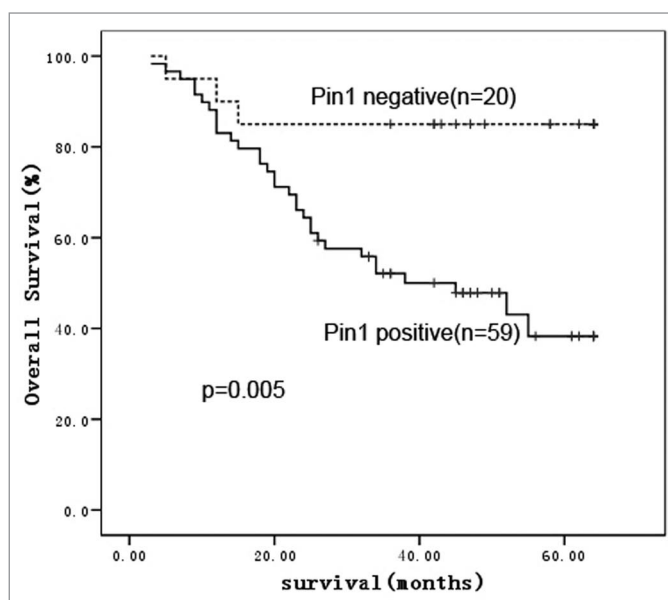 100.0
80.0
60.0
40.0
20.0
0.0
Overall Survival(%)
Pin1 negative(n=20)
Pin1 positive(n=59)
p=0.005
0.00 20.00 40.00 60.00
survival(months)